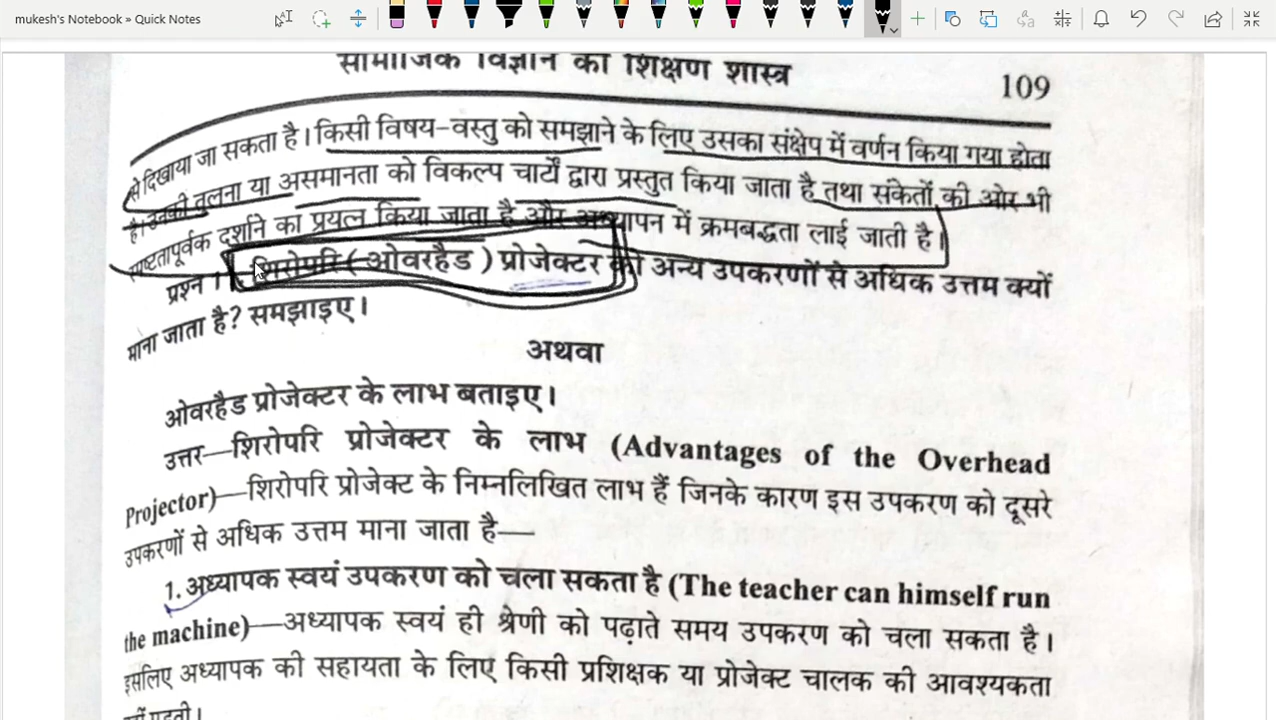 mukesh's Notebook » Quick Notes
सामाजिक विज्ञान का शिक्षण शास्त्र 109
से दिखाया जा सकता है। किसी विषय-वस्तु को समझाने के लिए उसका संक्षेप में वर्णन किया गया होता
है। उनकी तुलना या असमानता को विकल्प चार्टों द्वारा प्रस्तुत किया जाता है तथा संकेतों की ओर भी
स्पष्टतापूर्वक दर्शाने का प्रयत्न किया जाता है और अध्यापन में क्रमबद्धता लाई जाती है।
प्रश्न 1. शिरोपरि ( ओवरहैड ) प्रोजेक्टर को अन्य उपकरणों से अधिक उत्तम क्यों
माना जाता है? समझाइए।
अथवा
ओवरहैड प्रोजेक्टर के लाभ बताइए।
उत्तर—शिरोपरि प्रोजेक्टर के लाभ (Advantages of the Overhead
Projector)—शिरोपरि प्रोजेक्ट के निम्नलिखित लाभ हैं जिनके कारण इस उपकरण को दूसरे
उपकरणों से अधिक उत्तम माना जाता है—
1. अध्यापक स्वयं उपकरण को चला सकता है (The teacher can himself run
the machine)—अध्यापक स्वयं ही श्रेणी को पढ़ाते समय उपकरण को चला सकता है।
इसलिए अध्यापक की सहायता के लिए किसी प्रशिक्षक या प्रोजेक्ट चालक की आवश्यकता